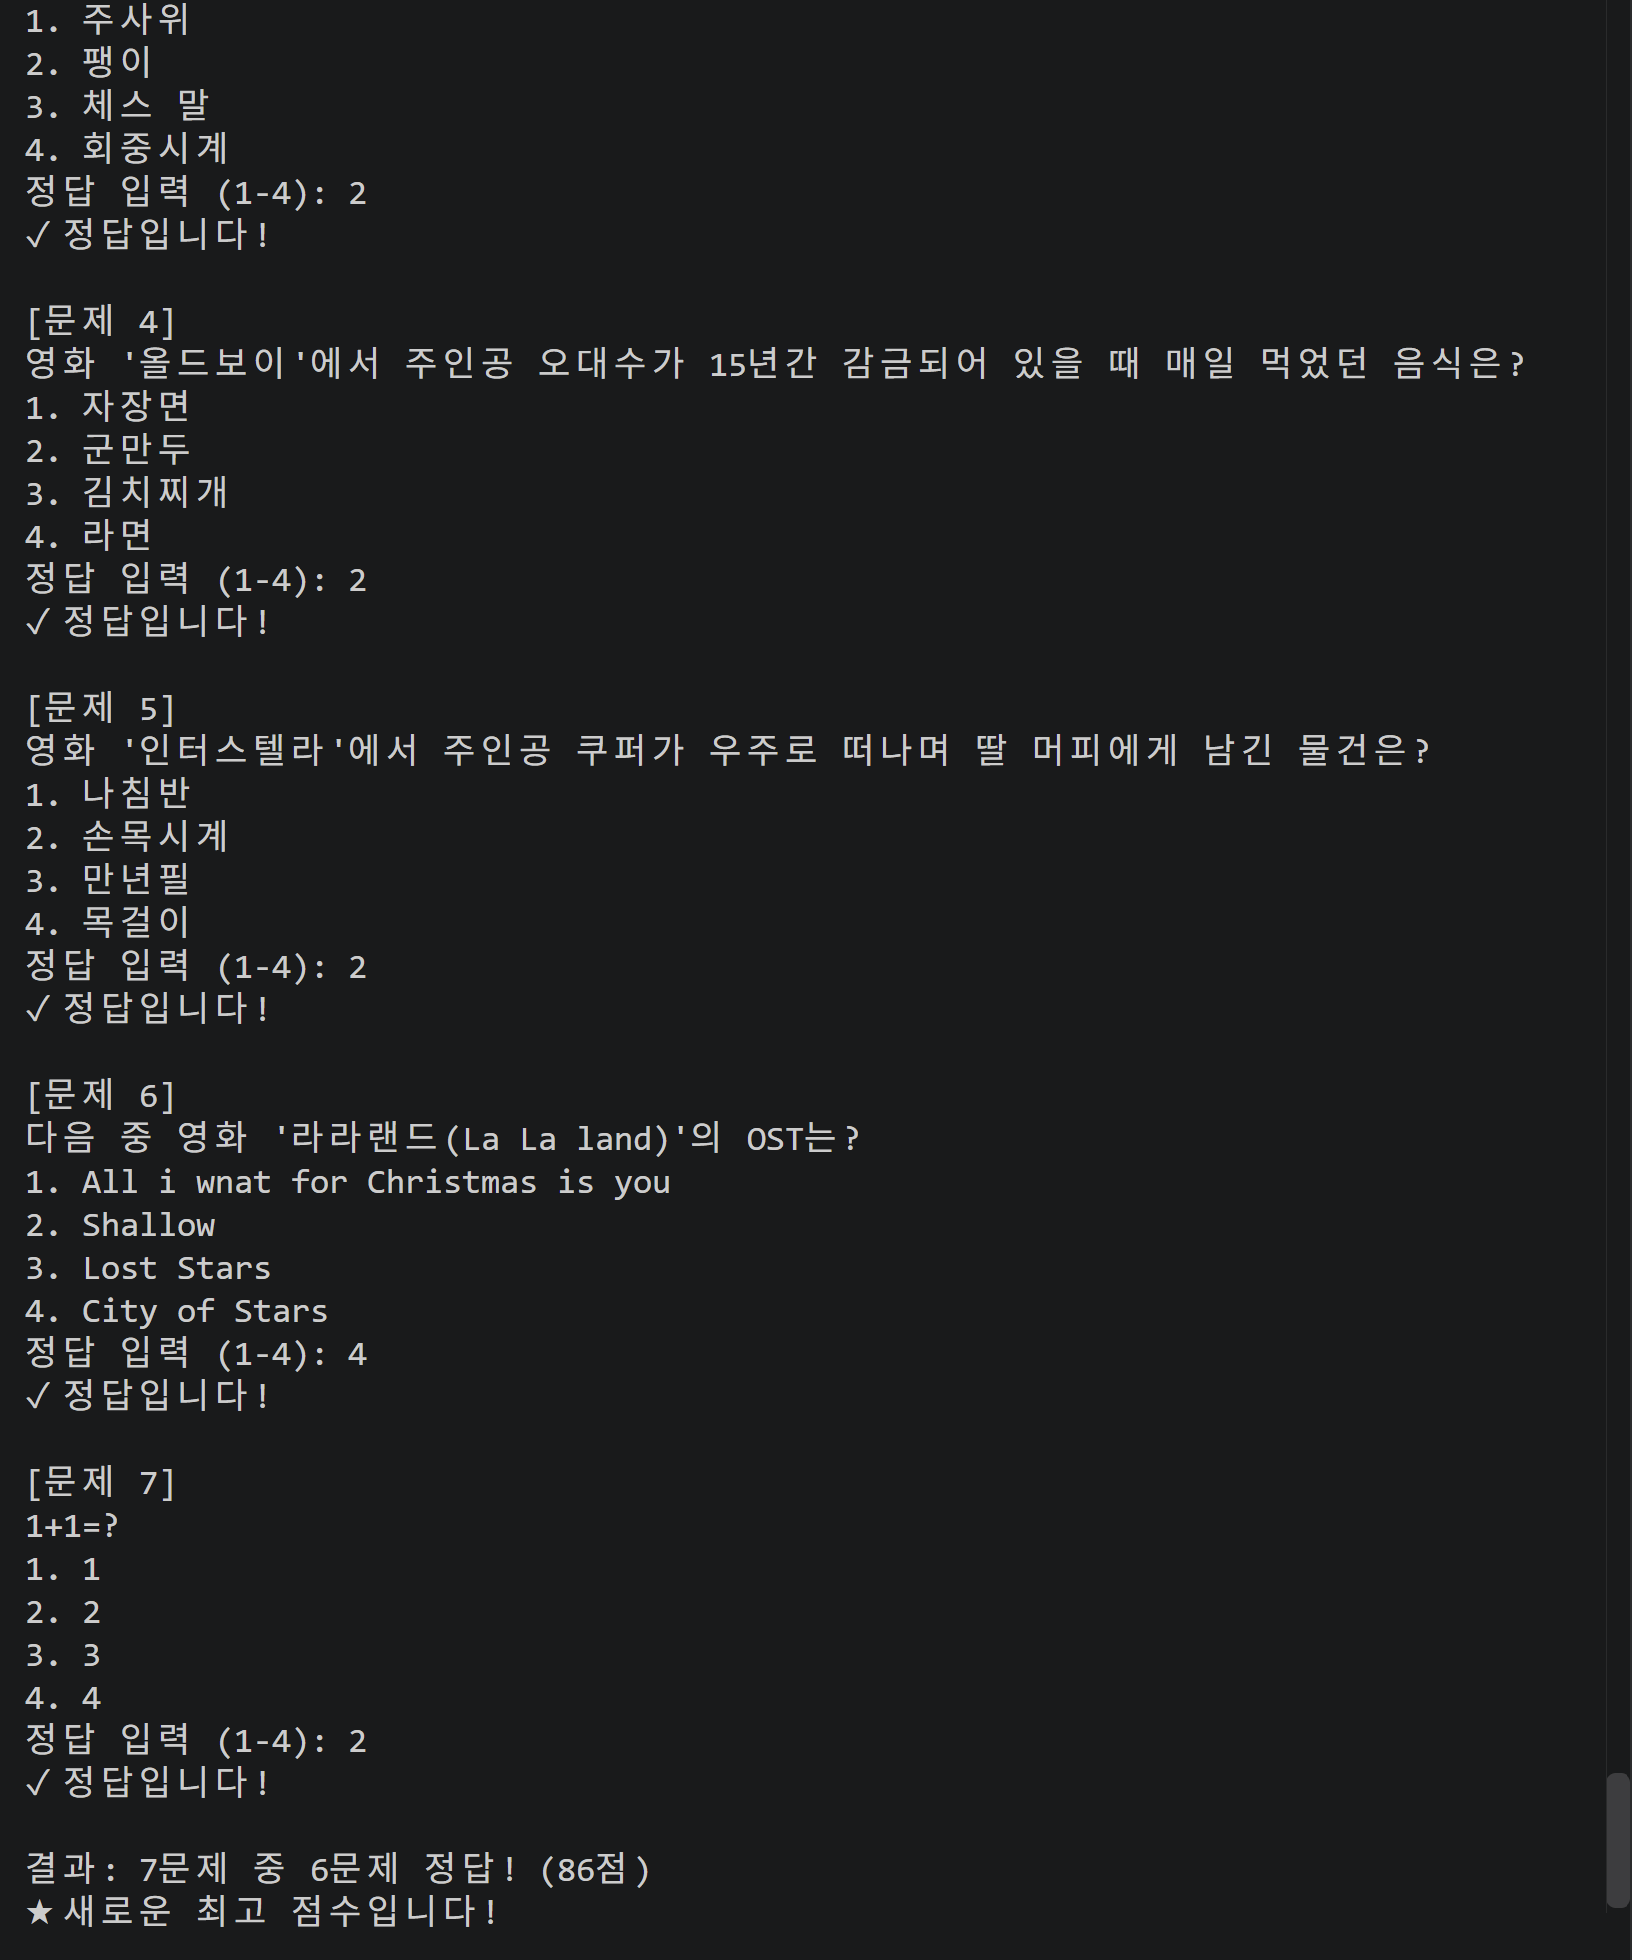 1. 주사위
2. 팽이
3. 체스 말
4. 회중시계
정답 입력 (1-4): 2
✓ 정답입니다!
[문제 4]
영화 '올드보이'에서 주인공 오대수가 15년간 감금되어 있을 때 매일 먹었던 음식은?
1. 자장면
2. 군만두
3. 김치찌개
4. 라면
정답 입력 (1-4): 2
✓ 정답입니다!
[문제 5]
영화 '인터스텔라'에서 주인공 쿠퍼가 우주로 떠나며 딸 머피에게 남긴 물건은?
1. 나침반
2. 손목시계
3. 만년필
4. 목걸이
정답 입력 (1-4): 2
✓ 정답입니다!
[문제 6]
다음 중 영화 '라라랜드(La La land)'의 OST는?
1. All i wnat for Christmas is you
2. Shallow
3. Lost Stars
4. City of Stars
정답 입력 (1-4): 4
✓ 정답입니다!
[문제 7]
1+1=?
1. 1
2. 2
3. 3
4. 4
정답 입력 (1-4): 2
✓ 정답입니다!
결과: 7문제 중 6문제 정답! (86점)
★ 새로운 최고 점수입니다!